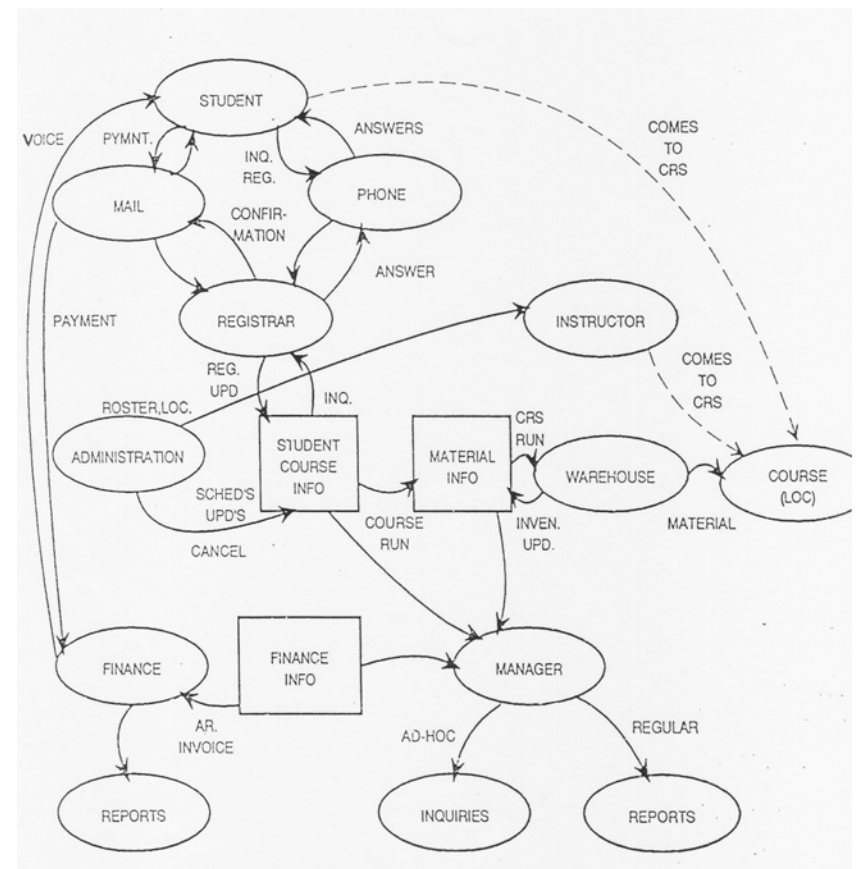 STUDENT
VOICE
PYMNT.
ANSWERS
COMES
TO
CRS
INQ.
REG.
MAIL
PHONE
CONFIR-
MATION
ANSWER
PAYMENT
REGISTRAR
INSTRUCTOR
REG.
UPD
COMES
TO
CRS
ROSTER,LOC.
INQ.
ADMINISTRATION
STUDENT
COURSE
INFO
MATERIAL
INFO
CRS
RUN
WAREHOUSE
COURSE
(LOC)
SCHED'S
UPD'S
CANCEL
COURSE
RUN
INVEN.
UPD.
MATERIAL
FINANCE
FINANCE
INFO
MANAGER
AR.
INVOICE
AD-HOC
REGULAR
REPORTS
INQUIRIES
REPORTS